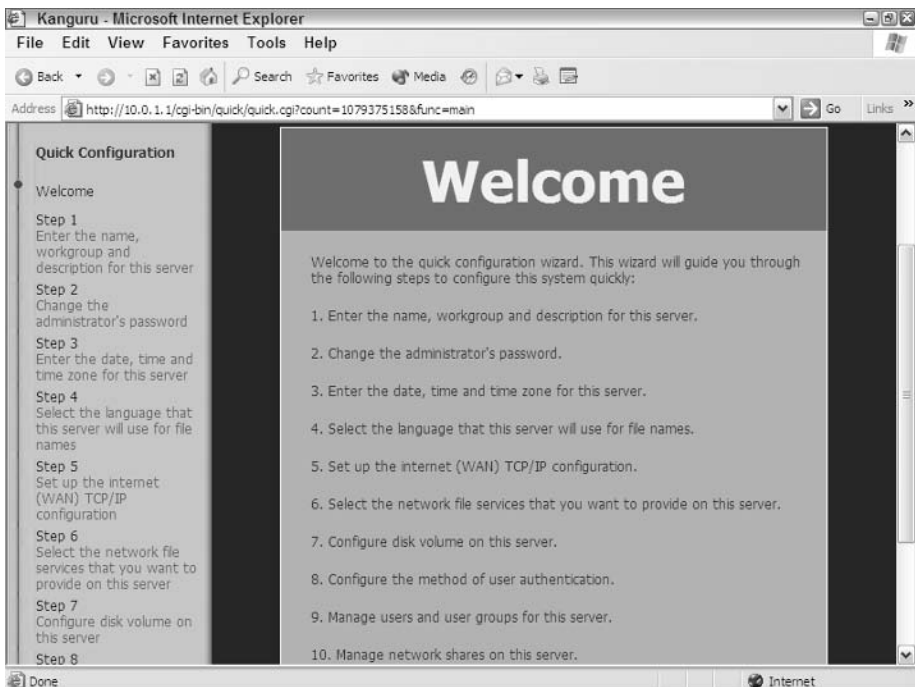 Kanguru - Microsoft Internet Explorer
File Edit View Favorites Tools Help
Back Search Favorites Media
Address http://10.0.1.1/cgi-bin/quick/quick.cgi?count=1079375158&func=main Go Links »
Quick Configuration
Welcome
Step 1
Enter the name,
workgroup and
description for this server
Step 2
Change the
administrator's password
Step 3
Enter the date, time and
time zone for this server
Step 4
Select the language that
this server will use for file
names
Step 5
Set up the internet
(WAN) TCP/IP
configuration
Step 6
Select the network file
services that you want to
provide on this server
Step 7
Configure disk volume on
this server
Step 8
Welcome
Welcome to the quick configuration wizard. This wizard will guide you through
the following steps to configure this system quickly:
1. Enter the name, workgroup and description for this server.
2. Change the administrator's password.
3. Enter the date, time and time zone for this server.
4. Select the language that this server will use for file names.
5. Set up the internet (WAN) TCP/IP configuration.
6. Select the network file services that you want to provide on this server.
7. Configure disk volume on this server.
8. Configure the method of user authentication.
9. Manage users and user groups for this server.
10. Manage network shares on this server.
Done Internet